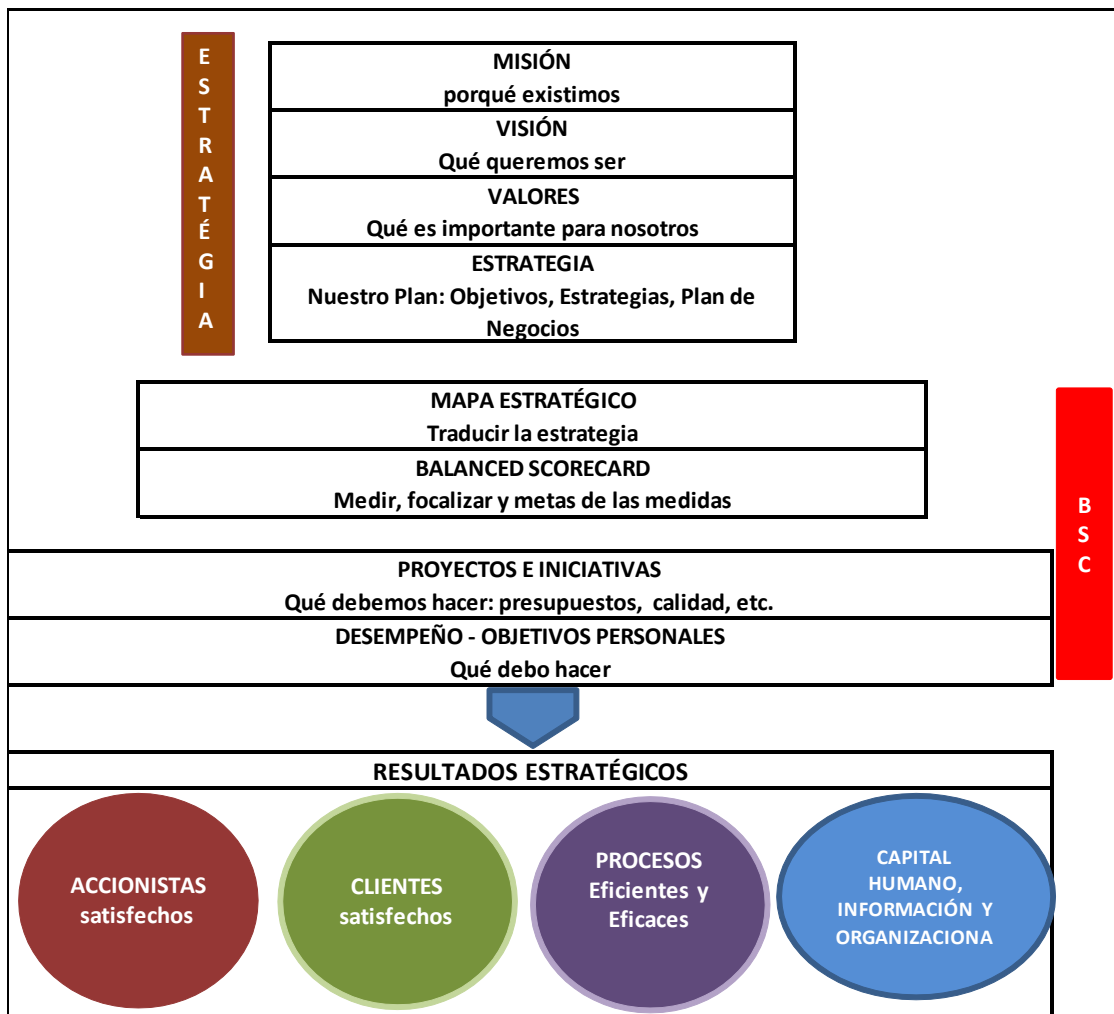 ESTRATÉGIA
MISIÓN
porqué existimos
VISIÓN
Qué queremos ser
VALORES
Qué es importante para nosotros
ESTRATEGIA
Nuestro Plan: Objetivos, Estrategias, Plan de
Negocios
MAPA ESTRATÉGICO
Traducir la estrategia
BALANCED SCORECARD
Medir, focalizar y metas de las medidas
BSC
PROYECTOS E INICIATIVAS
Qué debemos hacer: presupuestos, calidad, etc.
DESEMPEÑO - OBJETIVOS PERSONALES
Qué debo hacer
RESULTADOS ESTRATÉGICOS
ACCIONISTAS
satisfechos
CLIENTES
satisfechos
PROCESOS
Eficientes y
Eficaces
CAPITAL
HUMANO,
INFORMACIÓN Y
ORGANIZACIONA